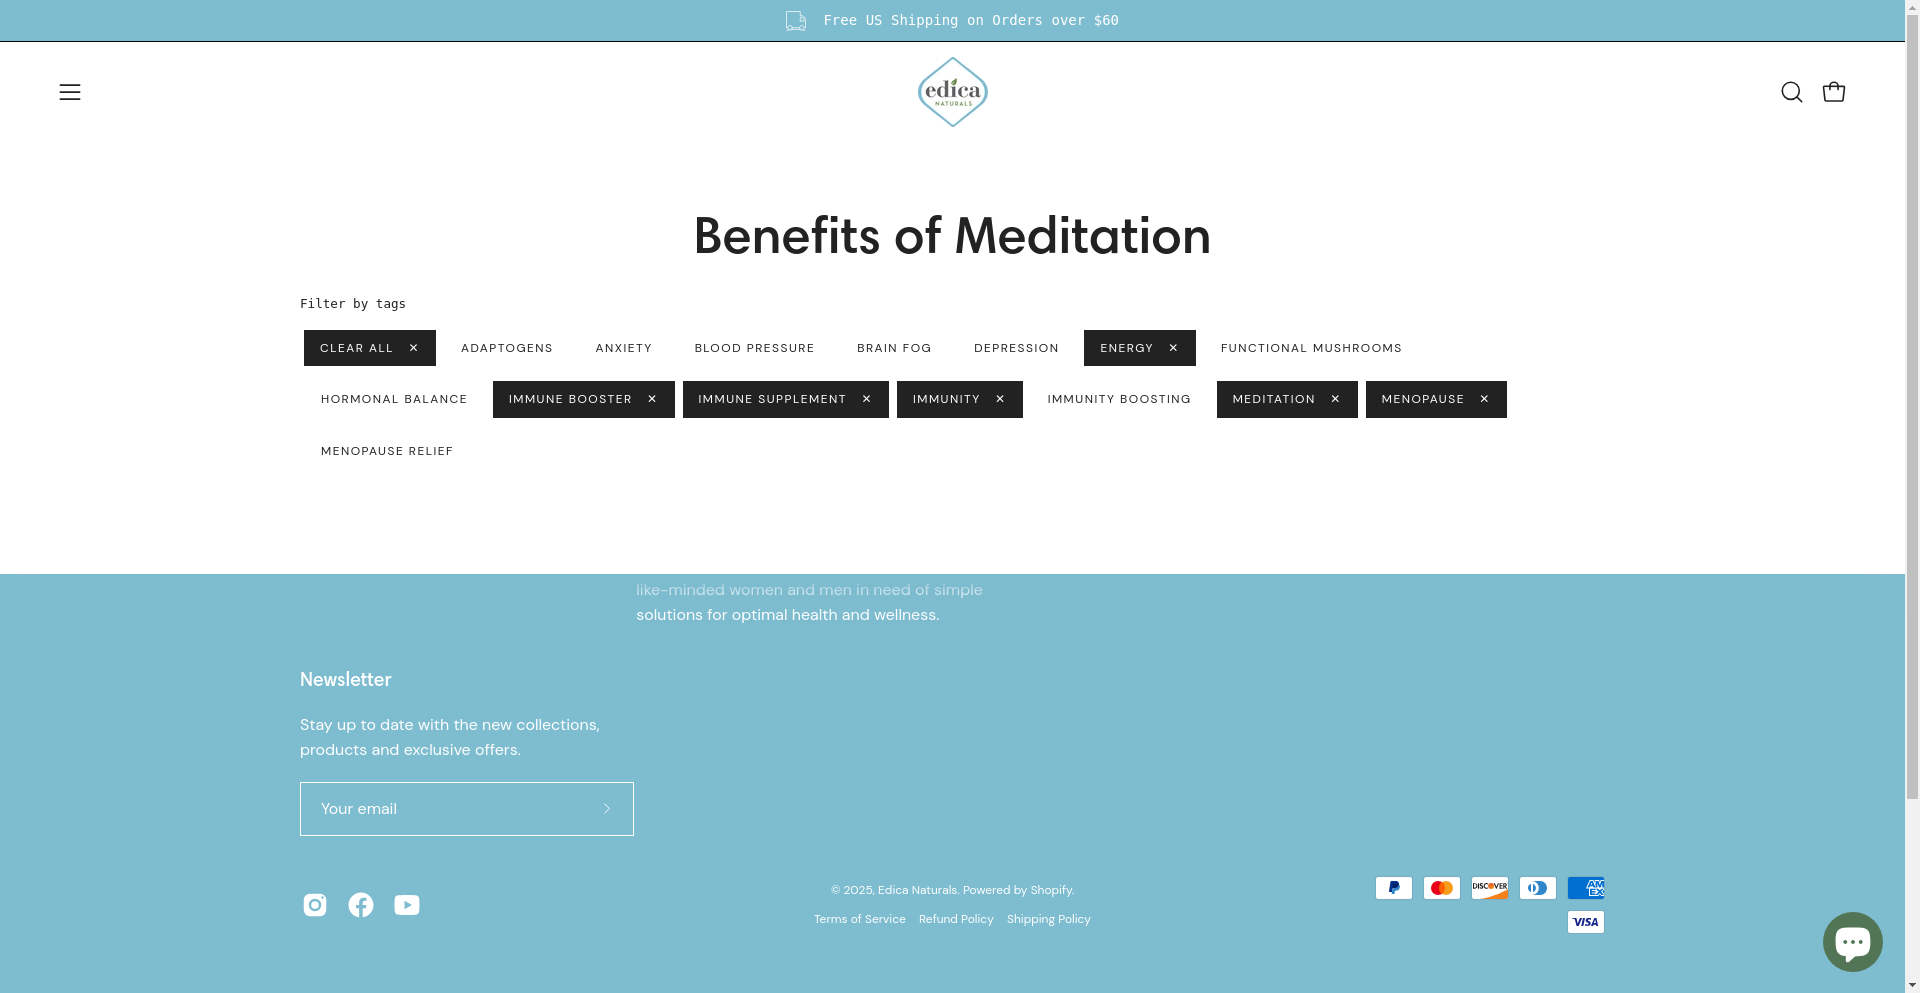 Free US Shipping on Orders over $60
edica
NATURALS
Benefits of Meditation
Filter by tags
CLEAR ALL ✕ ADAPTOGENS ANXIETY BLOOD PRESSURE BRAIN FOG DEPRESSION ENERGY ✕ FUNCTIONAL MUSHROOMS
HORMONAL BALANCE IMMUNE BOOSTER ✕ IMMUNE SUPPLEMENT ✕ IMMUNITY ✕ IMMUNITY BOOSTING MEDITATION ✕ MENOPAUSE ✕
MENOPAUSE RELIEF
like-minded women and men in need of simple
solutions for optimal health and wellness.
Newsletter
Stay up to date with the new collections,
products and exclusive offers.
Your email
© 2025, Edica Naturals. Powered by Shopify.
Terms of Service Refund Policy Shipping Policy
DISCOVER
AM
EX
VISA